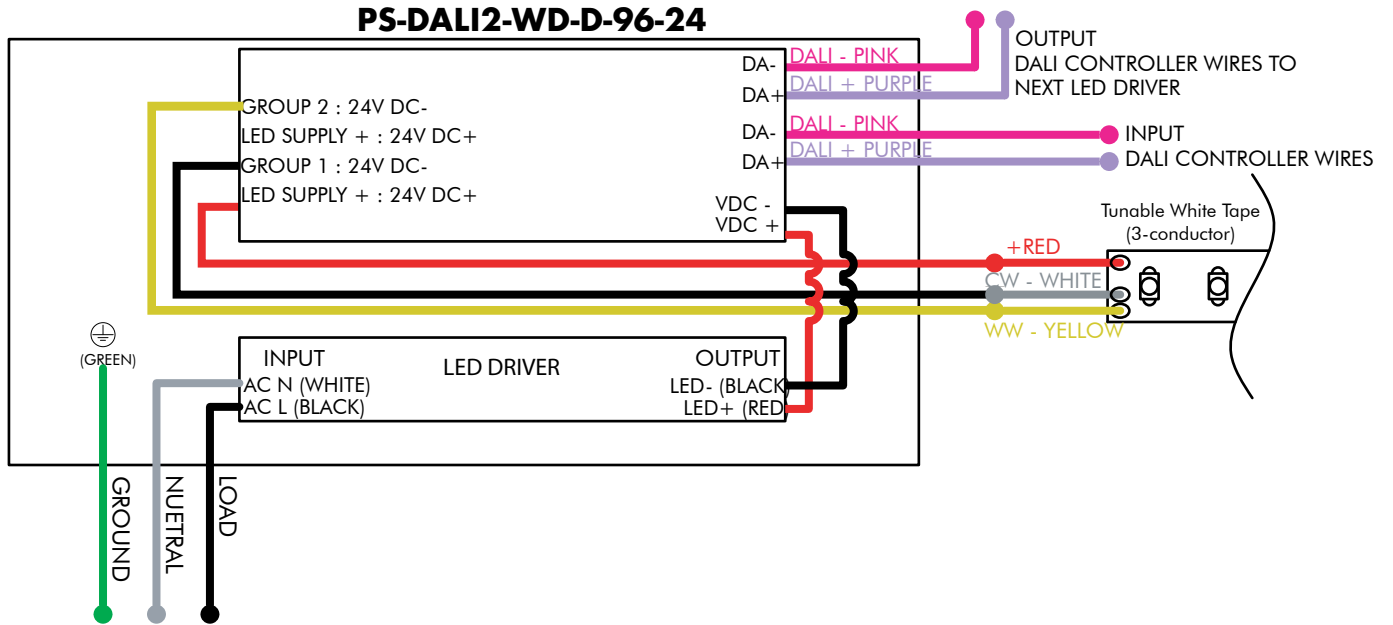 PS-DALI2-WD-D-96-24
GROUP 2 : 24V DC-
LED SUPPLY + : 24V DC+
GROUP 1 : 24V DC-
LED SUPPLY + : 24V DC+
DA-
DA+
DA-
DA+
VDC -
VDC +
DALI - PINK
DALI + PURPLE
DALI - PINK
DALI + PURPLE
OUTPUT
DALI CONTROLLER WIRES TO
NEXT LED DRIVER
INPUT
DALI CONTROLLER WIRES
Tunable White Tape
(3-conductor)
+RED
CW - WHITE
WW - YELLOW
(GREEN)
INPUT
AC N (WHITE)
AC L (BLACK)
LED DRIVER
OUTPUT
LED- (BLACK)
LED+ (RED
GROUND
NUETRAL
LOAD